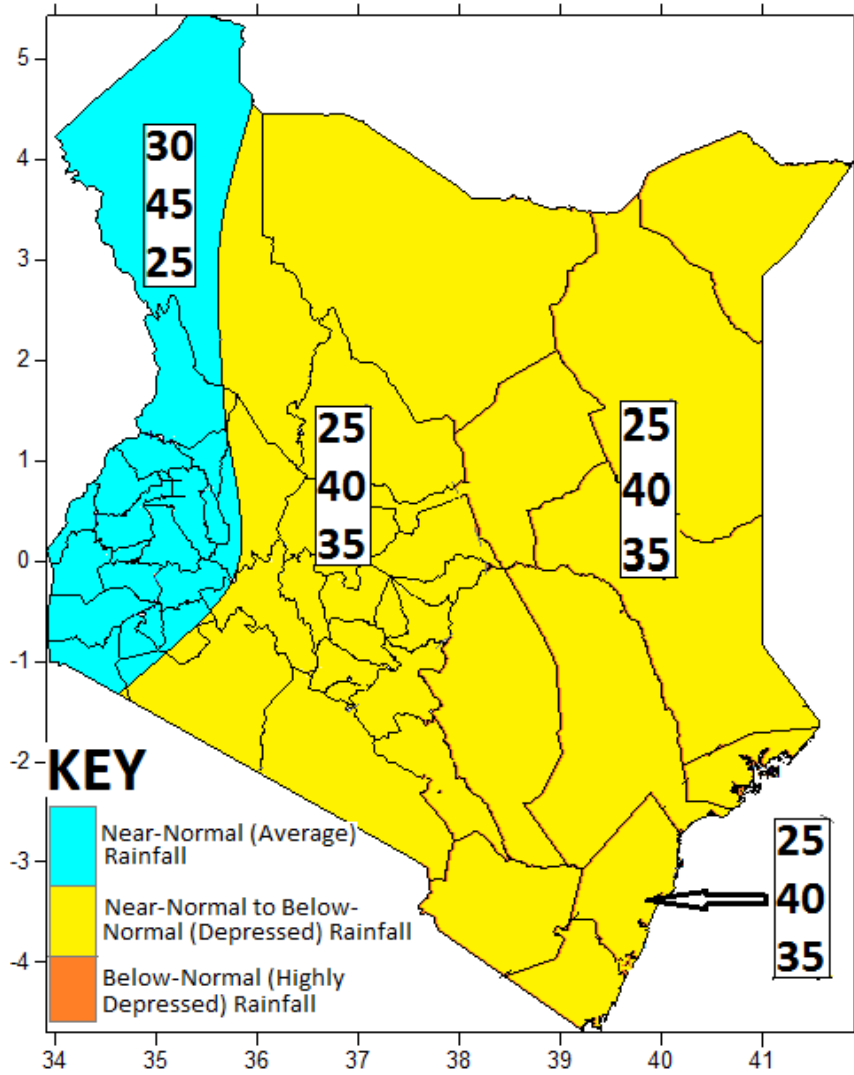 5
4
3
2
1
0
-1
-2
-3
-4
30
45
25
25
40
35
25
40
35
25
40
35
KEY
Near-Normal (Average)
Rainfall
Near-Normal to Below-
Normal (Depressed) Rainfall
Below-Normal (Highly
Depressed) Rainfall
34 35 36 37 38 39 40 41